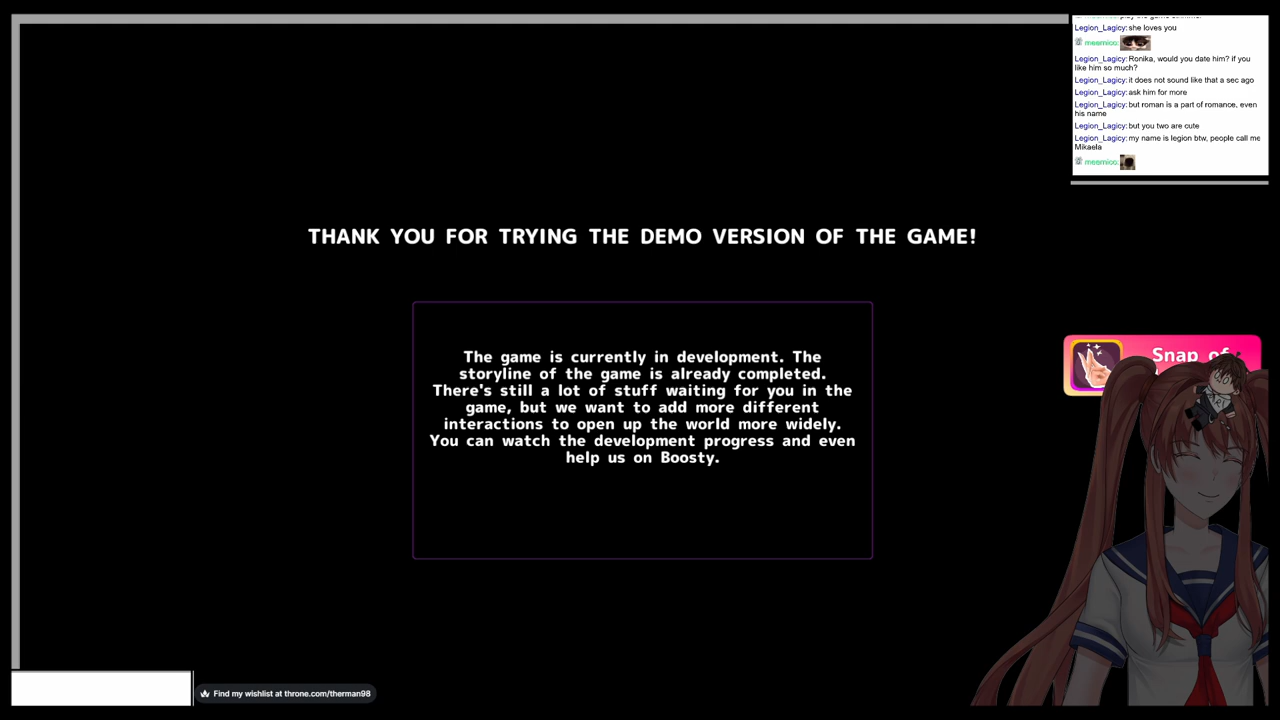 Legion_Lagicy: she loves you
meemico:
Legion_Lagicy: Ronika, would you date him? if you
like him so much?
Legion_Lagicy: it does not sound like that a sec ago
Legion_Lagicy: ask him for more
Legion_Lagicy: but roman is a part of romance, even
his name
Legion_Lagicy: but you two are cute
Legion_Lagicy: my name is legion btw, people call me
Mikaela
meemico:
THANK YOU FOR TRYING THE DEMO VERSION OF THE GAME!
The game is currently in development. The
storyline of the game is already completed.
There's still a lot of stuff waiting for you in the
game, but we want to add more different
interactions to open up the world more widely.
You can watch the development progress and even
help us on Boosty.
Snap of
Find my wishlist at throne.com/therman98